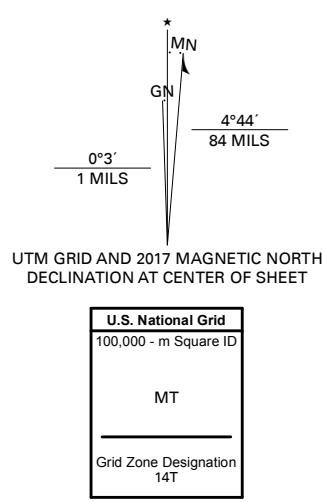 ★
MN
GN
4°44´
84 MILS
0°3´
1 MILS
UTM GRID AND 2017 MAGNETIC NORTH
DECLINATION AT CENTER OF SHEET
U.S. National Grid
100,000 - m Square ID
MT
Grid Zone Designation
14T